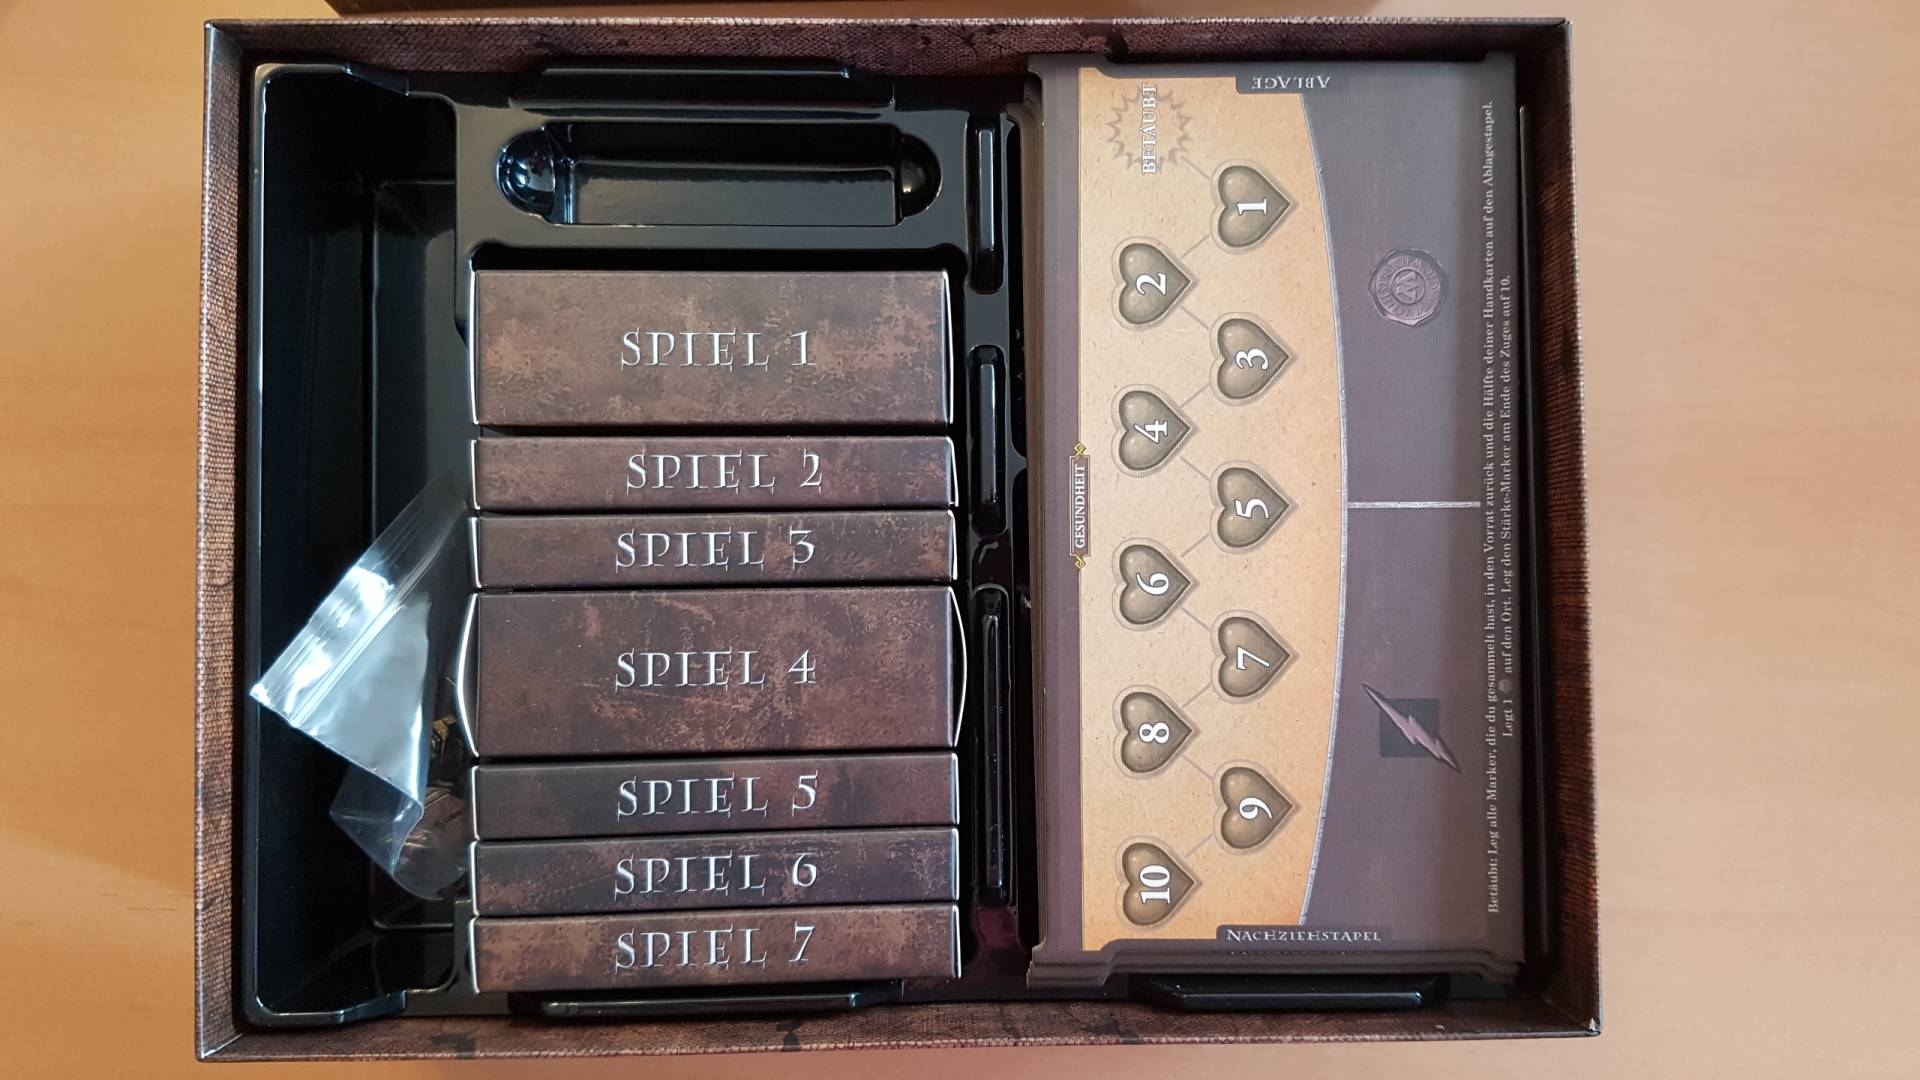 SPIEL 1
SPIEL 2
SPIEL 3
SPIEL 4
SPIEL 5
SPIEL 6
SPIEL 7
ABLAGE
BETÄUBT
1
2
3
4
5
6
7
8
9
10
GESUNDHEIT
NACHZIEHSTAPEL
Betäubt: Leg alle Marker, die du gesammelt hast, in den Vorrat zurück und die Hälfte deiner Handkarten auf den Ablagestapel.
Legt 1 auf den Ort. Leg den Stärke-Marker am Ende des Zuges auf 10.